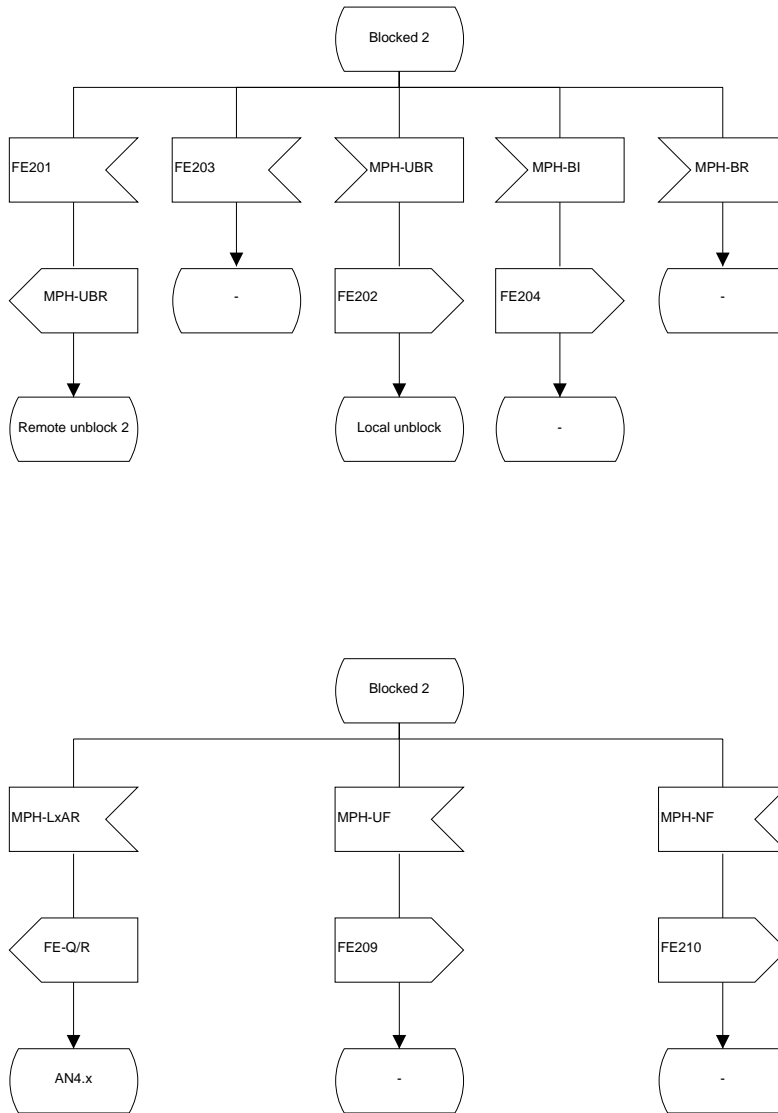 Blocked 2
FE201
FE203
MPH-UBR
MPH-BI
MPH-BR
MPH-UBR
-
FE202
FE204
-
Remote unblock 2
Local unblock
-
Blocked 2
MPH-LxAR
MPH-UF
MPH-NF
FE-Q/R
FE209
FE210
AN4.x
-
-